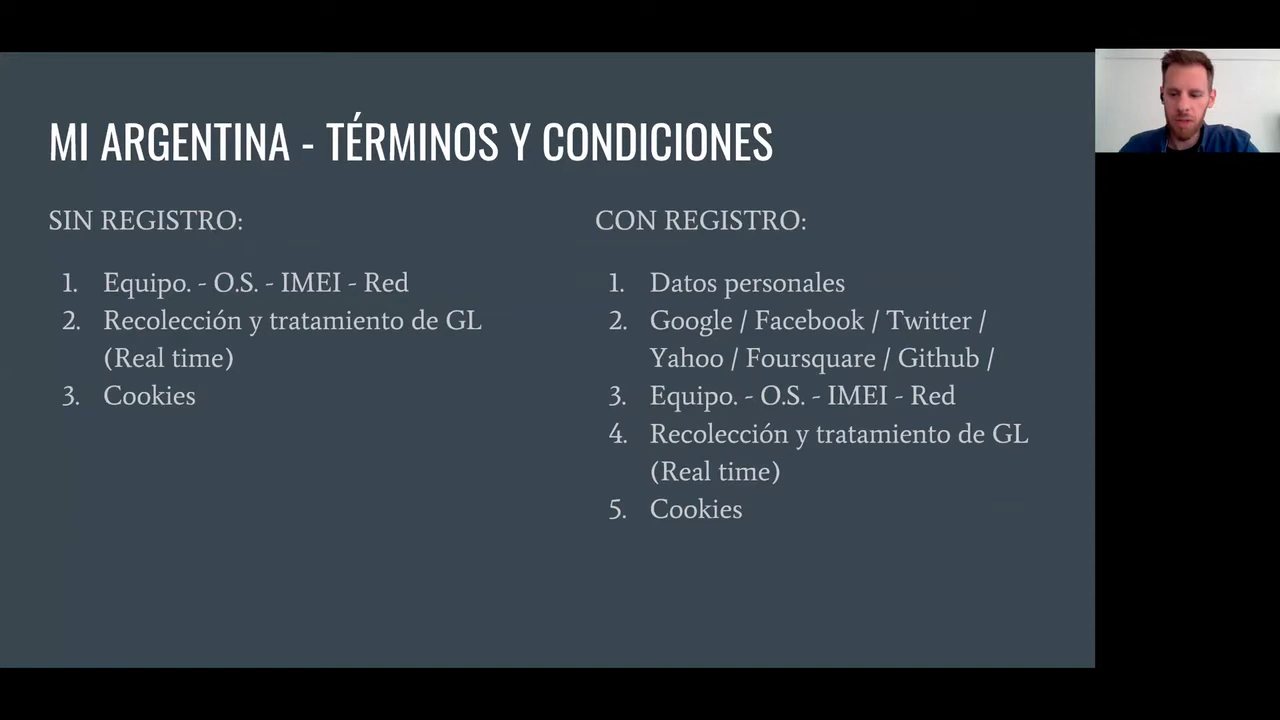 MI ARGENTINA - TÉRMINOS Y CONDICIONES
SIN REGISTRO:
1. Equipo. - O.S. - IMEI - Red
2. Recolección y tratamiento de GL
(Real time)
3. Cookies
CON REGISTRO:
1. Datos personales
2. Google / Facebook / Twitter /
Yahoo / Foursquare / Github /
3. Equipo. - O.S. - IMEI - Red
4. Recolección y tratamiento de GL
(Real time)
5. Cookies